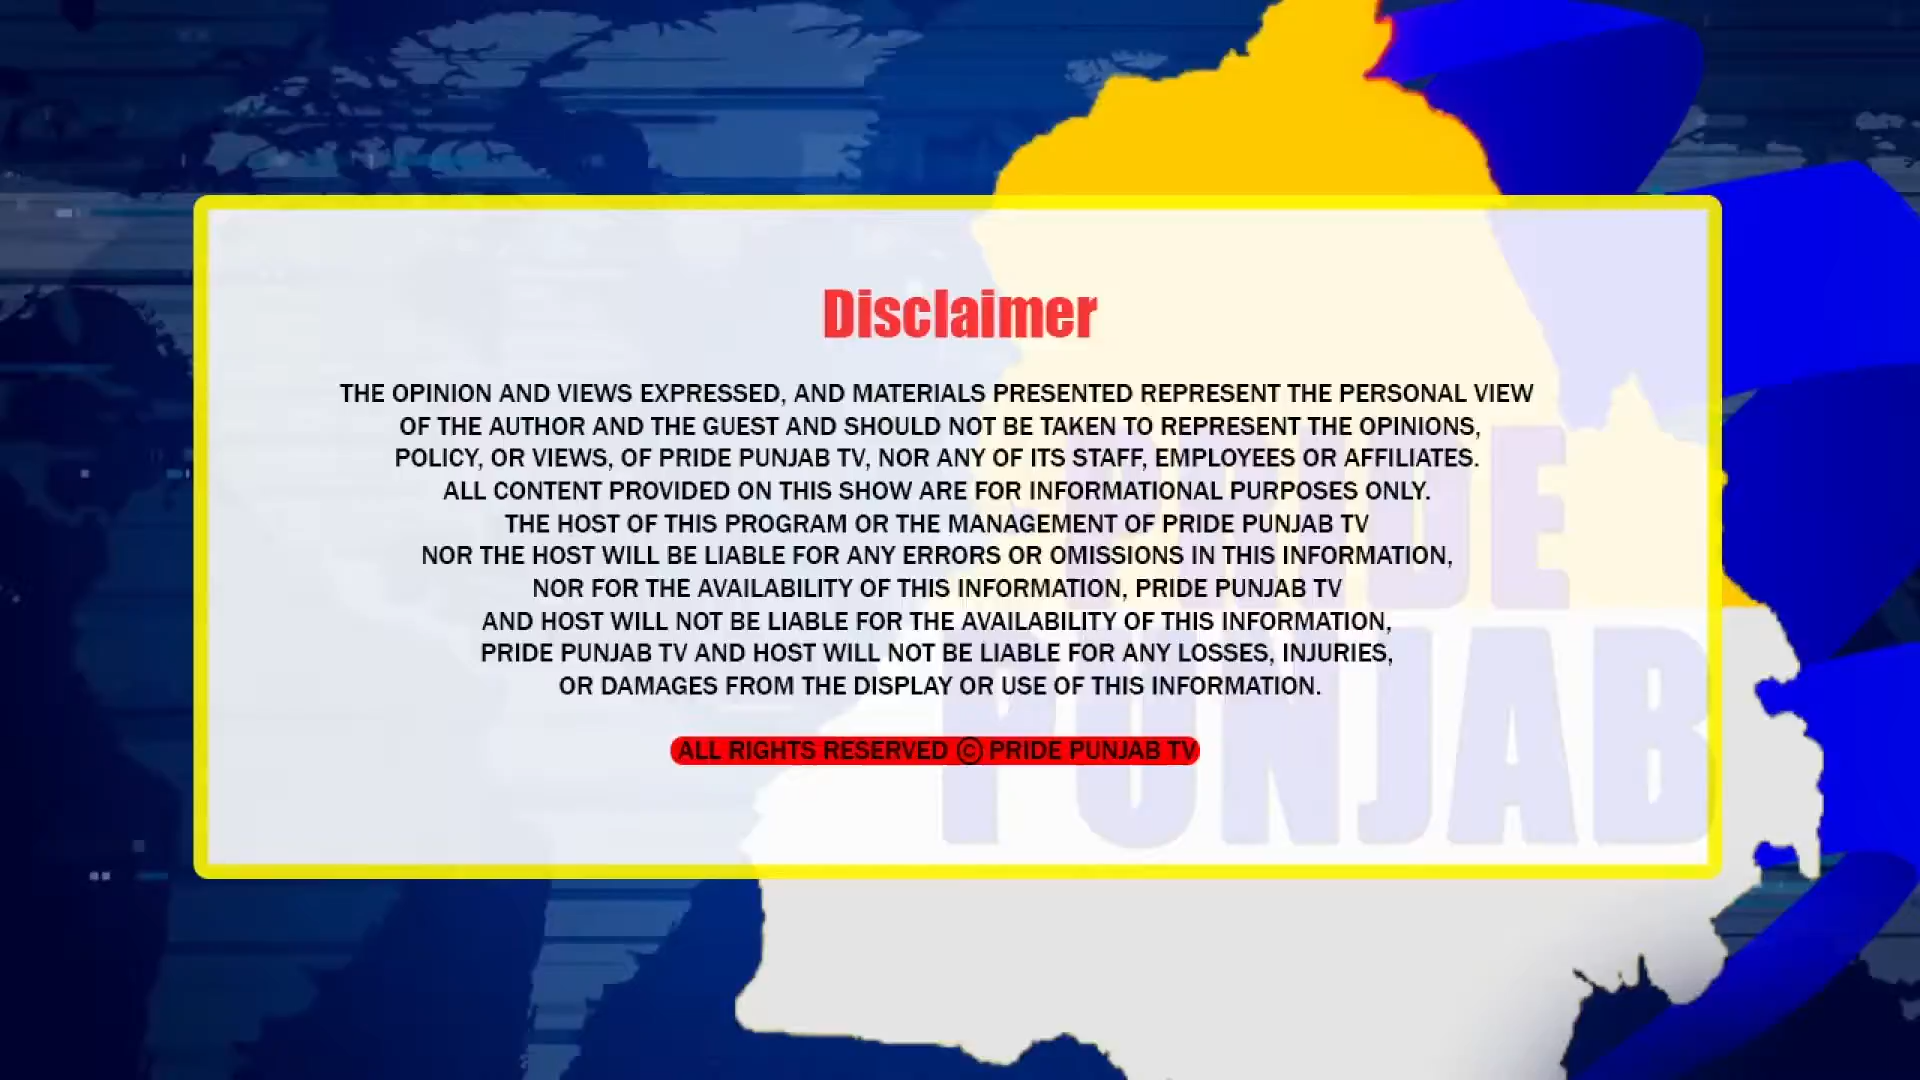 Disclaimer
THE OPINION AND VIEWS EXPRESSED, AND MATERIALS PRESENTED REPRESENT THE PERSONAL VIEW
OF THE AUTHOR AND THE GUEST AND SHOULD NOT BE TAKEN TO REPRESENT THE OPINIONS,
POLICY, OR VIEWS, OF PRIDE PUNJAB TV, NOR ANY OF ITS STAFF, EMPLOYEES OR AFFILIATES.
ALL CONTENT PROVIDED ON THIS SHOW ARE FOR INFORMATIONAL PURPOSES ONLY.
THE HOST OF THIS PROGRAM OR THE MANAGEMENT OF PRIDE PUNJAB TV
NOR THE HOST WILL BE LIABLE FOR ANY ERRORS OR OMISSIONS IN THIS INFORMATION,
NOR FOR THE AVAILABILITY OF THIS INFORMATION, PRIDE PUNJAB TV
AND HOST WILL NOT BE LIABLE FOR THE AVAILABILITY OF THIS INFORMATION,
PRIDE PUNJAB TV AND HOST WILL NOT BE LIABLE FOR ANY LOSSES, INJURIES,
OR DAMAGES FROM THE DISPLAY OR USE OF THIS INFORMATION.
ALL RIGHTS RESERVED © PRIDE PUNJAB TV
PRIDE
PUNJAB